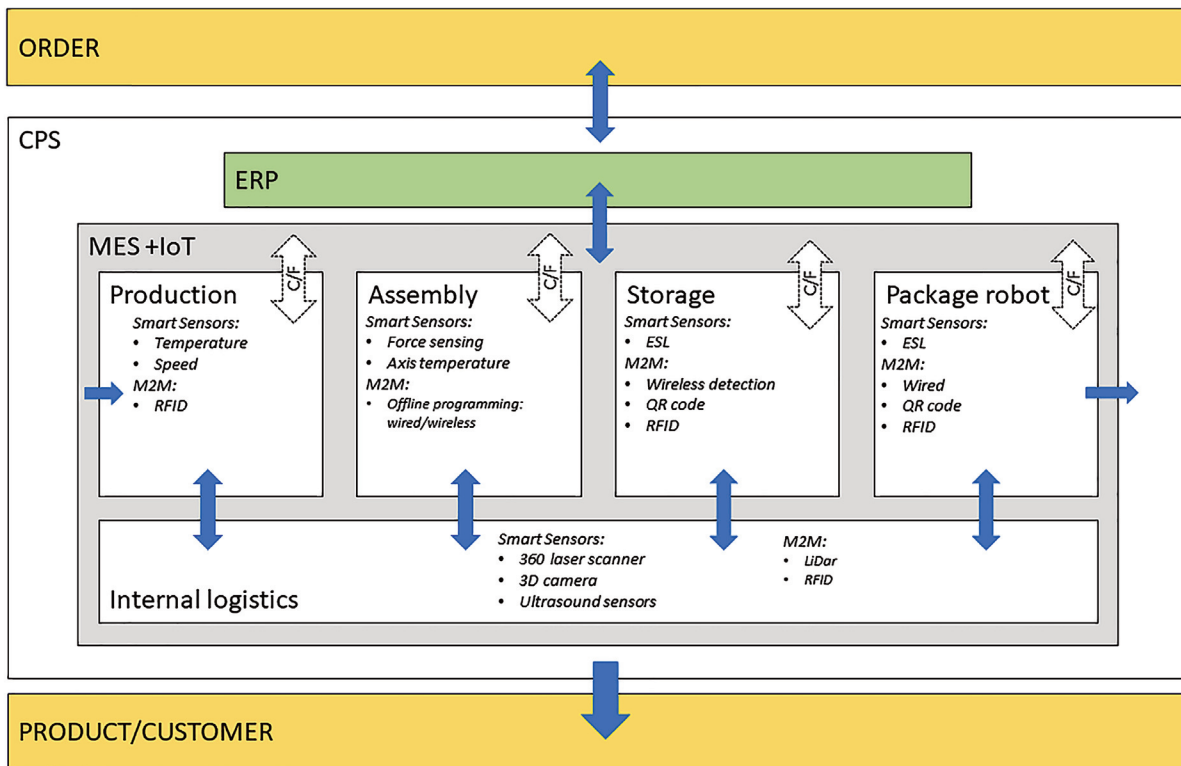 ORDER
CPS
ERP
MES +IoT
C/F
C/F
C/F
C/F
Production
Smart Sensors:
• Temperature
• Speed
M2M:
• RFID
Assembly
Smart Sensors:
• Force sensing
• Axis temperature
M2M:
• Offline programming:
wired/wireless
Storage
Smart Sensors:
• ESL
M2M:
• Wireless detection
• QR code
• RFID
Package robot
Smart Sensors:
• ESL
M2M:
• Wired
• QR code
• RFID
Internal logistics
Smart Sensors:
• 360 laser scanner
• 3D camera
• Ultrasound sensors
M2M:
• LiDar
• RFID
PRODUCT/CUSTOMER